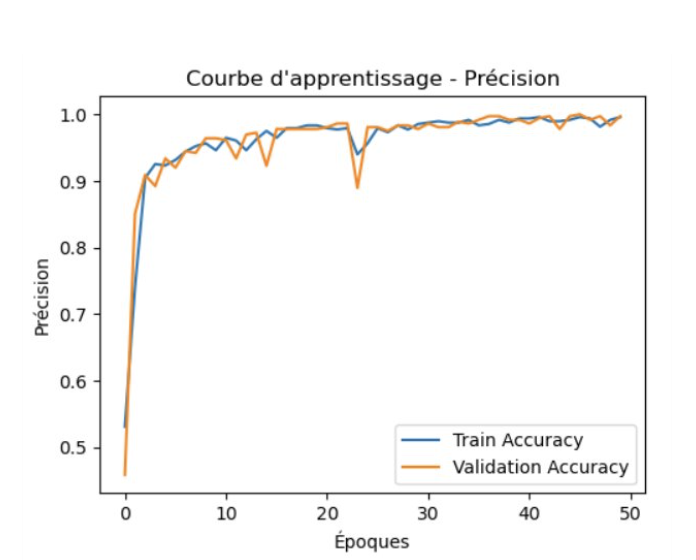 Courbe d'apprentissage - Précision
1.0
0.9
0.8
0.7
0.6
0.5
Précision
Train Accuracy
Validation Accuracy
0 10 20 30 40 50
Époques